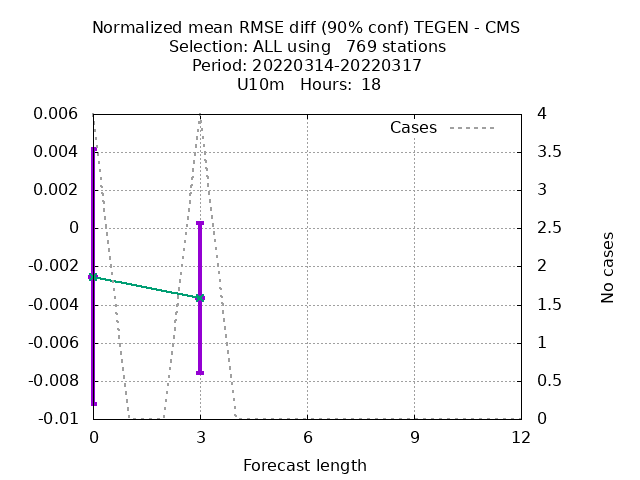 Normalized mean RMSE diff (90% conf) TEGEN - CMS
Selection: ALL using   769 stations
Period: 20220314-20220317
U10m   Hours:  18
Cases
0.006
0.004
0.002
0
-0.002
-0.004
-0.006
-0.008
-0.01
4
3.5
3
2.5
2
1.5
1
0.5
0
No cases
0 3 6 9 12
Forecast length